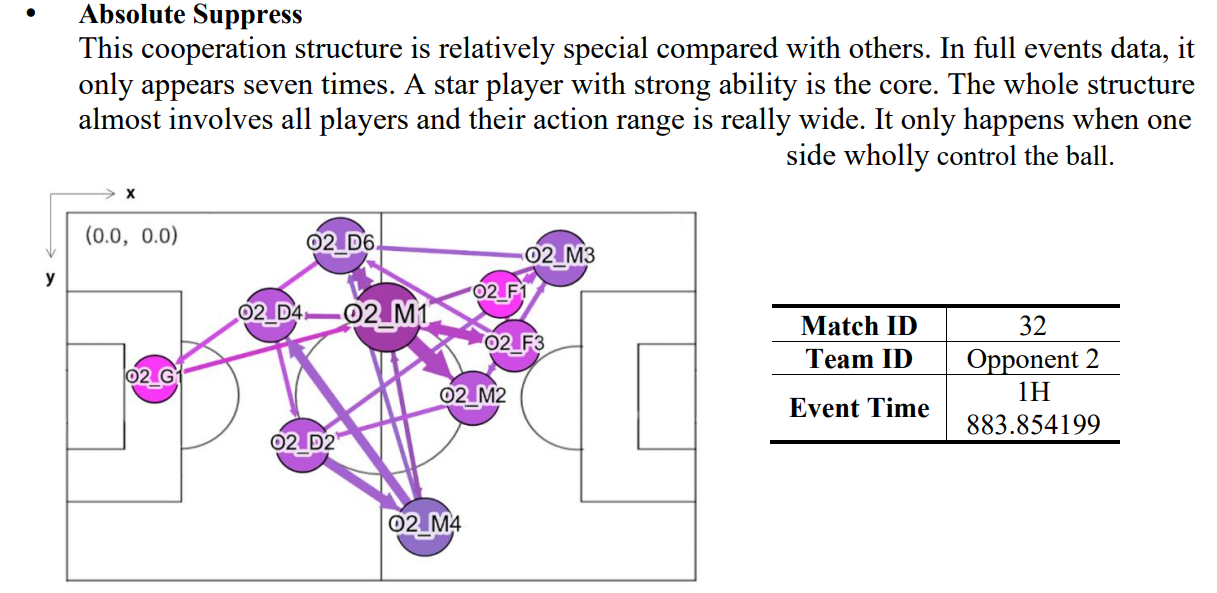 • Absolute Suppress
This cooperation structure is relatively special compared with others. In full events data, it
only appears seven times. A star player with strong ability is the core. The whole structure
almost involves all players and their action range is really wide. It only happens when one
side wholly control the ball.
x
(0.0, 0.0)
y
O2_D6
O2_M3
O2_F1
O2_D4
O2_M1
O2_F3
O2_G1
O2_M2
O2_D2
O2_M4
Match ID 32
Team ID Opponent 2
Event Time 1H
883.854199